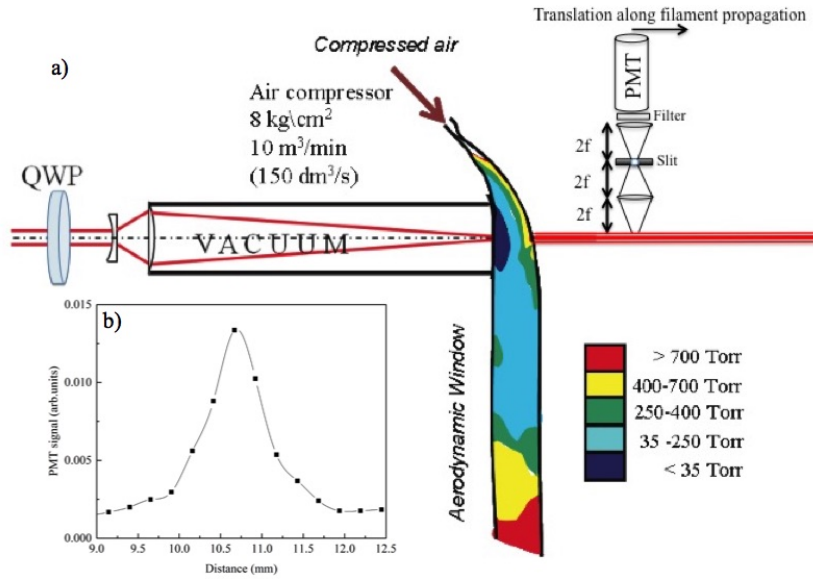 Translation along filament propagation
Compressed air
a)
PMT
Air compressor
8 kg\cm2
10 m3/min
(150 dm3/s)
Filter
2f
Slit
QWP
2f
2f
VACUUM
b)
0.015
0.010
0.005
0.000
PMT signal (arb.units)
9.0 9.5 10.0 10.5 11.0 11.5 12.0 12.5
Distance (mm)
Aerodynamic Window
> 700 Torr
400-700 Torr
250-400 Torr
35 -250 Torr
< 35 Torr